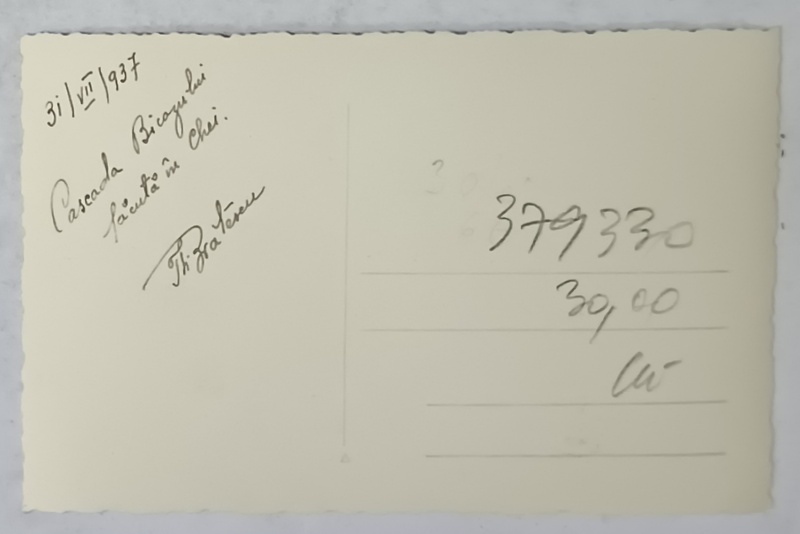 31/VII/937
Cascada Bicazului
făcută în Chei.
379330
30,00